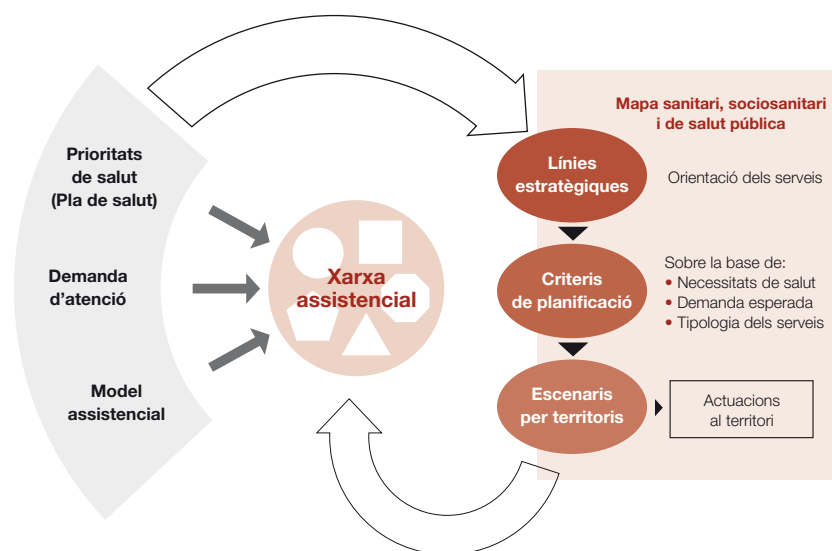 Prioritats
de salut
(Pla de salut)
Demanda
d'atenció
Model
assistencial
Xarxa
assistencial
Mapa sanitari, sociosanitari
i de salut pública
Línies
estratègiques
Orientació dels serveis
Criteris
de planificació
Sobre la base de:
• Necessitats de salut
• Demanda esperada
• Tipologia dels serveis
Escenaris
per territoris
Actuacions
al territori